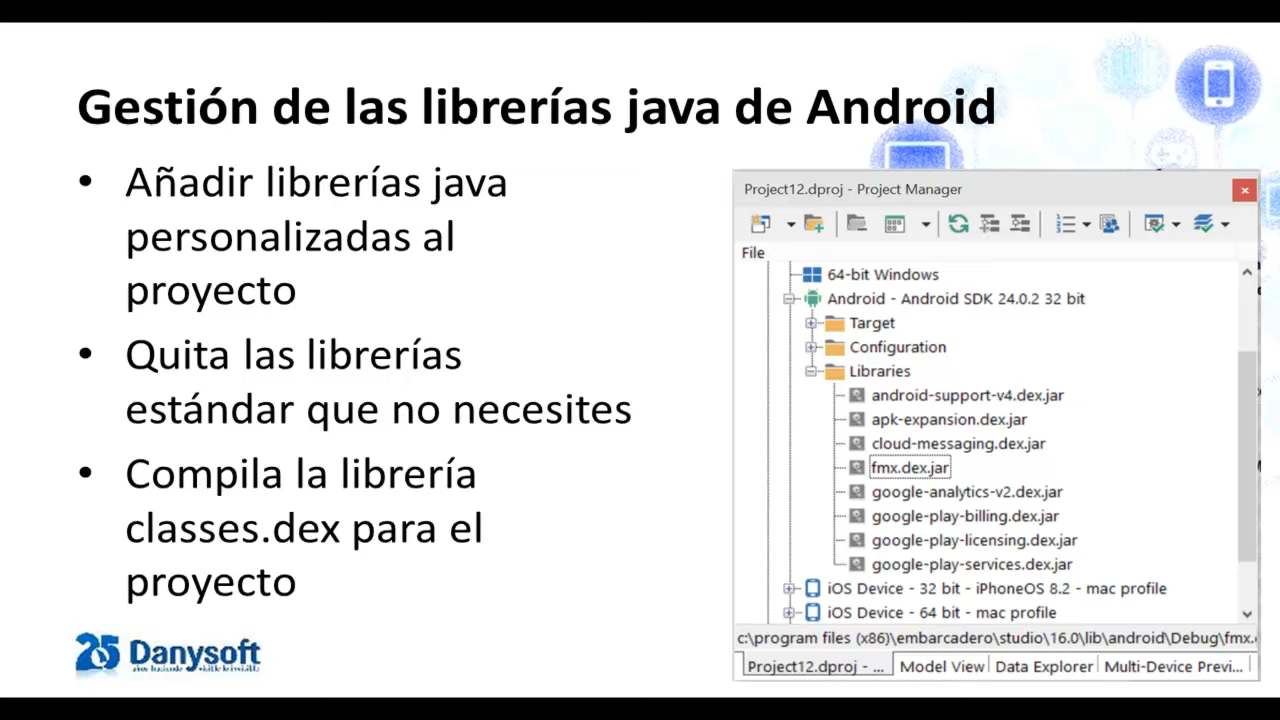 Gestión de las librerías java de Android
• Añadir librerías java
personalizadas al
proyecto
• Quita las librerías
estándar que no necesites
• Compila la librería
classes.dex para el
proyecto
25 Danysoft
años haciendo visible lo invisible
Project12.dproj - Project Manager
File
64-bit Windows
Android - Android SDK 24.0.2 32 bit
Target
Configuration
Libraries
android-support-v4.dex.jar
apk-expansion.dex.jar
cloud-messaging.dex.jar
fmx.dex.jar
google-analytics-v2.dex.jar
google-play-billing.dex.jar
google-play-licensing.dex.jar
google-play-services.dex.jar
iOS Device - 32 bit - iPhoneOS 8.2 - mac profile
iOS Device - 64 bit - mac profile
c:\program files (x86)\embarcadero\studio\16.0\lib\android\Debug\fmx.
Project12.dproj - ... Model View Data Explorer Multi-Device Previ...